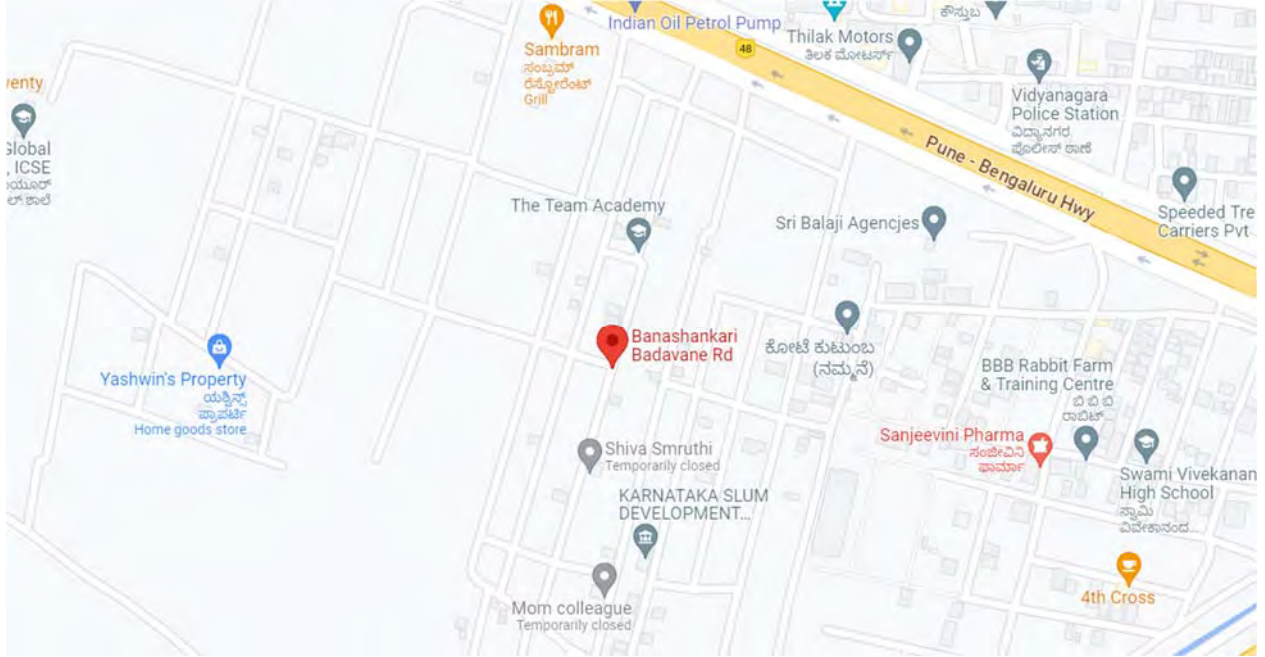 Indian Oil Petrol Pump
ಕೌಸ್ತುಬ
Sambram
ಸಂಭ್ರಮ್
ರೆಸ್ಟೋರೆಂಟ್
Grill
48
Thilak Motors
ತಿಲಕ ಮೋಟರ್ಸ್
Vidyanagara
Police Station
ವಿದ್ಯಾನಗರ
ಪೊಲೀಸ್ ಠಾಣೆ
Pune - Bengaluru Hwy
Speeded Tre
Carriers Pvt
wenty
Global
, ICSE
ಲ್ ಶಾಲೆ
The Team Academy
Sri Balaji Agencjes
Banashankari
Badavane Rd
ಕೋಟೆ ಕುಟುಂಬ
(ನಮ್ಮನೆ)
Yashwin's Property
ಯಶ್ವಿನ್ಸ್
ಪ್ರಾಪರ್ಟಿ
Home goods store
BBB Rabbit Farm
& Training Centre
ಬಿ ಬಿ ಬಿ
ರಾಬಿಟ್...
Sanjeevini Pharma
ಸಂಜೀವಿನಿ
ಫಾರ್ಮಾ
Swami Vivekanan
High School
ಸ್ವಾಮಿ
ವಿವೇಕಾನಂದ...
Shiva Smruthi
Temporarily closed
KARNATAKA SLUM
DEVELOPMENT...
Mom colleague
Temporarily closed
4th Cross